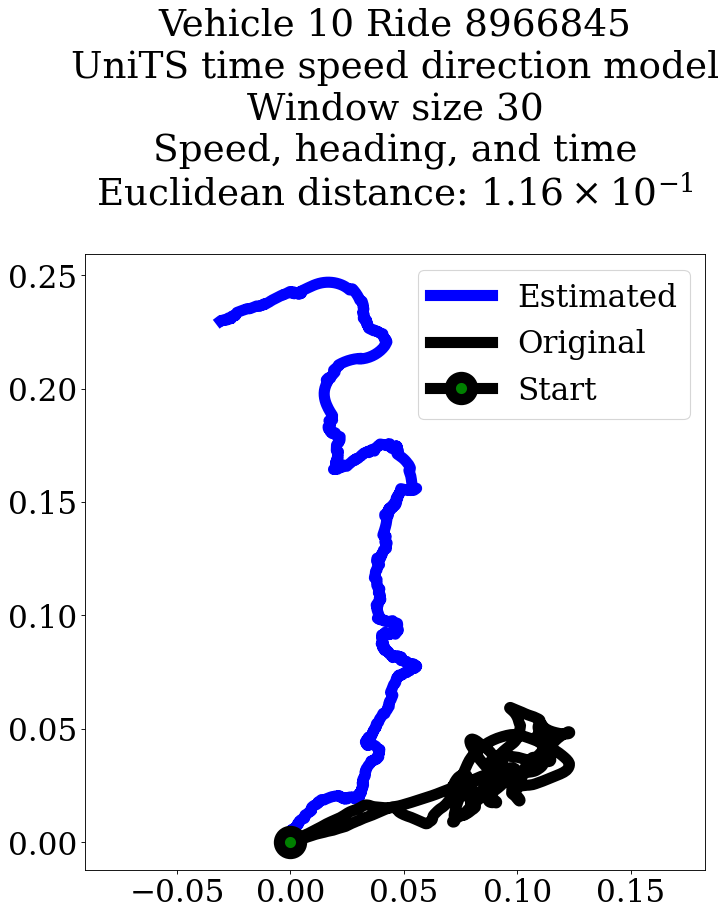 Vehicle 10 Ride 8966845
UniTS time speed direction model
Window size 30
Speed, heading, and time
Euclidean distance: 1.16 × 10⁻¹
Estimated
Original
Start
0.25
0.20
0.15
0.10
0.05
0.00
−0.05 0.00 0.05 0.10 0.15